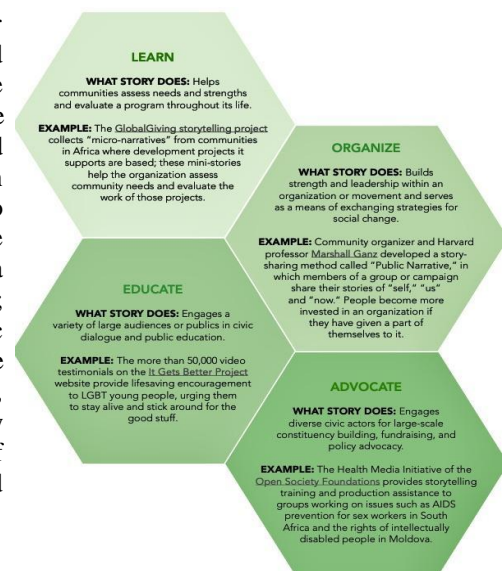 LEARN
WHAT STORY DOES: Helps
communities assess needs and strengths
and evaluate a program throughout its life.
EXAMPLE: The GlobalGiving storytelling project
collects “micro-narratives” from communities
in Africa where development projects it
supports are based; these mini-stories
help the organization assess
community needs and evaluate the
work of those projects.
ORGANIZE
WHAT STORY DOES: Builds
strength and leadership within an
organization or movement and serves
as a means of exchanging strategies for
social change.
EXAMPLE: Community organizer and Harvard
professor Marshall Ganz developed a story-
sharing method called “Public Narrative,” in
which members of a group or campaign
share their stories of “self,” “us”
and “now.” People become more
invested in an organization if
they have given a part of
themselves to it.
EDUCATE
WHAT STORY DOES: Engages a
variety of large audiences or publics in civic
dialogue and public education.
EXAMPLE: The more than 50,000 video
testimonials on the It Gets Better Project
website provide lifesaving encouragement
to LGBT young people, urging them
to stay alive and stick around for the
good stuff.
ADVOCATE
WHAT STORY DOES: Engages
diverse civic actors for large-scale
constituency building, fundraising, and
policy advocacy.
EXAMPLE: The Health Media Initiative of the
Open Society Foundations provides storytelling
training and production assistance to
groups working on issues such as AIDS
prevention for sex workers in South
Africa and the rights of intellectually
disabled people in Moldova.